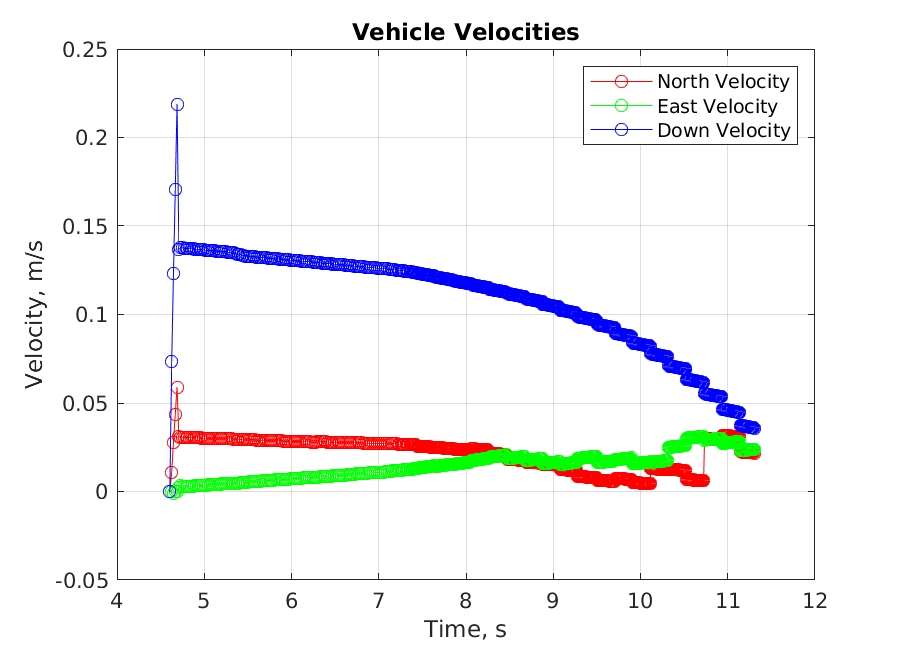 Vehicle Velocities
0.25
0.2
0.15
0.1
0.05
0
-0.05
Velocity, m/s
North Velocity
East Velocity
Down Velocity
4 5 6 7 8 9 10 11 12
Time, s